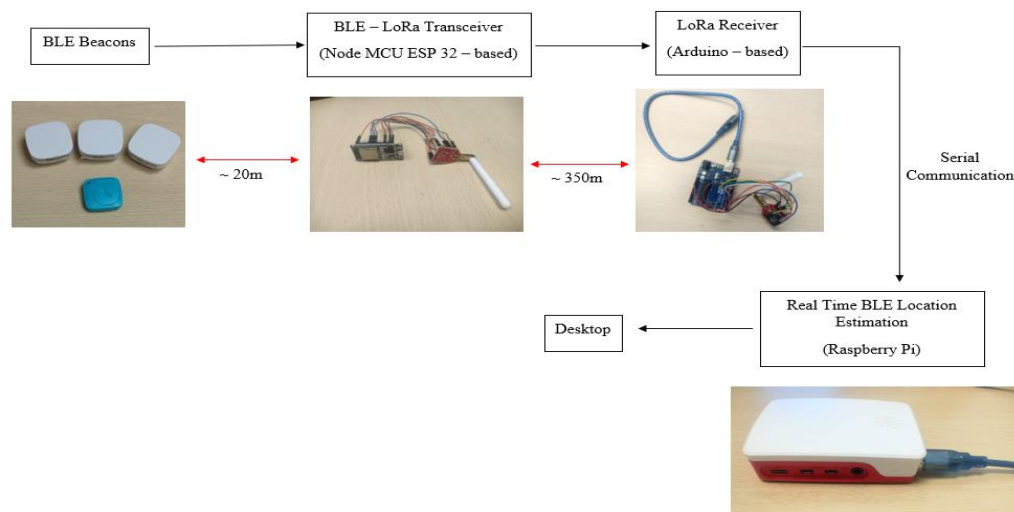 BLE Beacons
BLE – LoRa Transceiver
(Node MCU ESP 32 – based)
LoRa Receiver
(Arduino – based)
~ 20m
~ 350m
Serial
Communication
Real Time BLE Location
Estimation
(Raspberry Pi)
Desktop